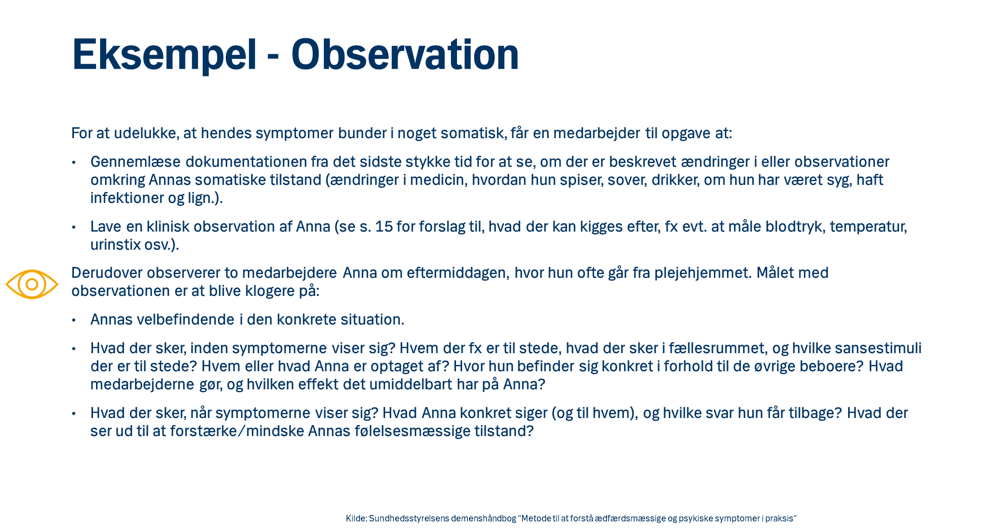 Eksempel - Observation
For at udelukke, at hendes symptomer bunder i noget somatisk, får en medarbejder til opgave at:
• Gennemlæse dokumentationen fra det sidste stykke tid for at se, om der er beskrevet ændringer i eller observationer
omkring Annas somatiske tilstand (ændringer i medicin, hvordan hun spiser, sover, drikker, om hun har været syg, haft
infektioner og lign.).
• Lave en klinisk observation af Anna (se s. 15 for forslag til, hvad der kan kigges efter, fx evt. at måle blodtryk, temperatur,
urinstix osv.).
Derudover observerer to medarbejdere Anna om eftermiddagen, hvor hun ofte går fra plejehjemmet. Målet med
observationen er at blive klogere på:
• Annas velbefindende i den konkrete situation.
• Hvad der sker, inden symptomerne viser sig? Hvem der fx er til stede, hvad der sker i fællesrummet, og hvilke sansestimuli
der er til stede? Hvem eller hvad Anna er optaget af? Hvor hun befinder sig konkret i forhold til de øvrige beboere? Hvad
medarbejderne gør, og hvilken effekt det umiddelbart har på Anna?
• Hvad der sker, når symptomerne viser sig? Hvad Anna konkret siger (og til hvem), og hvilke svar hun får tilbage? Hvad der
ser ud til at forstærke/mindske Annas følelsesmæssige tilstand?
Kilde: Sundhedsstyrelsens demenshåndbog "Metode til at forstå ædfærdsmæssige og psykiske symptomer i praksis"